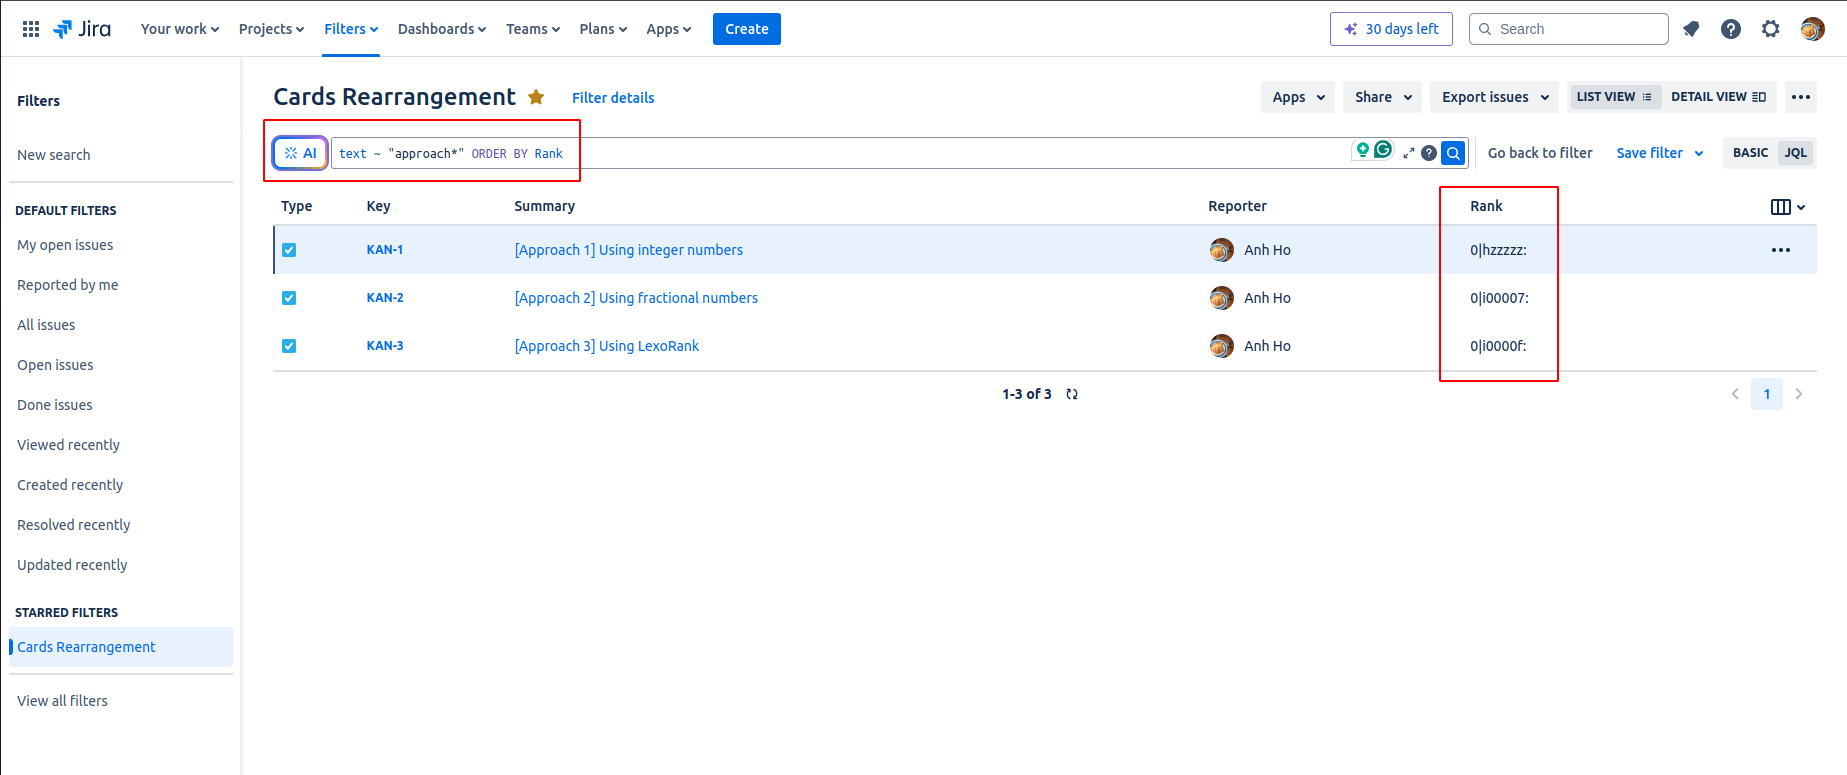 Jira Your work Projects Filters Dashboards Teams Plans Apps Create 30 days left Search
Filters
New search
DEFAULT FILTERS
My open issues
Reported by me
All issues
Open issues
Done issues
Viewed recently
Created recently
Resolved recently
Updated recently
STARRED FILTERS
Cards Rearrangement
View all filters
Cards Rearrangement Filter details Apps Share Export issues LIST VIEW DETAIL VIEW
AI text ~ "approach*" ORDER BY Rank Go back to filter Save filter BASIC JQL
Type Key Summary Reporter Rank
KAN-1 [Approach 1] Using integer numbers Anh Ho 0|hzzzzz:
KAN-2 [Approach 2] Using fractional numbers Anh Ho 0|i00007:
KAN-3 [Approach 3] Using LexoRank Anh Ho 0|i0000f:
1-3 of 3 1